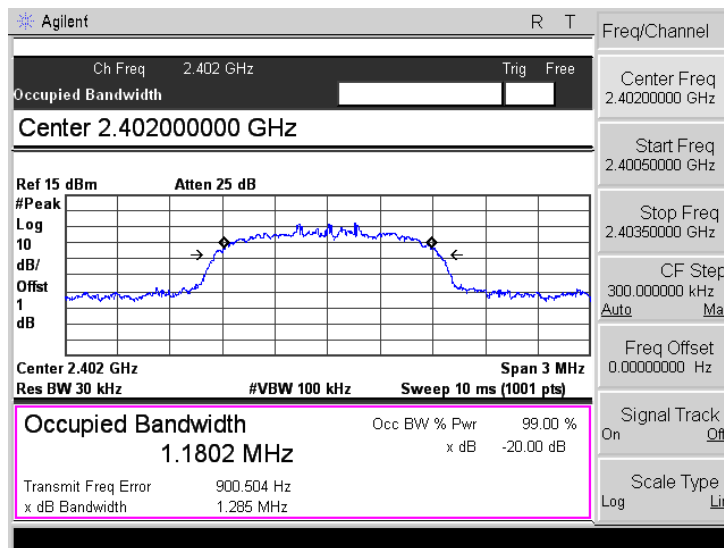 Agilent R T
Ch Freq 2.402 GHz Trig Free
Occupied Bandwidth
Center 2.402000000 GHz
Ref 15 dBm Atten 25 dB
#Peak
Log
10
dB/
Offst
1
dB
Center 2.402 GHz Span 3 MHz
Res BW 30 kHz #VBW 100 kHz Sweep 10 ms (1001 pts)
Occupied Bandwidth
1.1802 MHz
Occ BW % Pwr 99.00 %
x dB -20.00 dB
Transmit Freq Error 900.504 Hz
x dB Bandwidth 1.285 MHz
Freq/Channel
Center Freq
2.40200000 GHz
Start Freq
2.40050000 GHz
Stop Freq
2.40350000 GHz
CF Step
300.000000 kHz
Auto Ma
Freq Offset
0.00000000 Hz
Signal Track
On Off
Scale Type
Log Lin